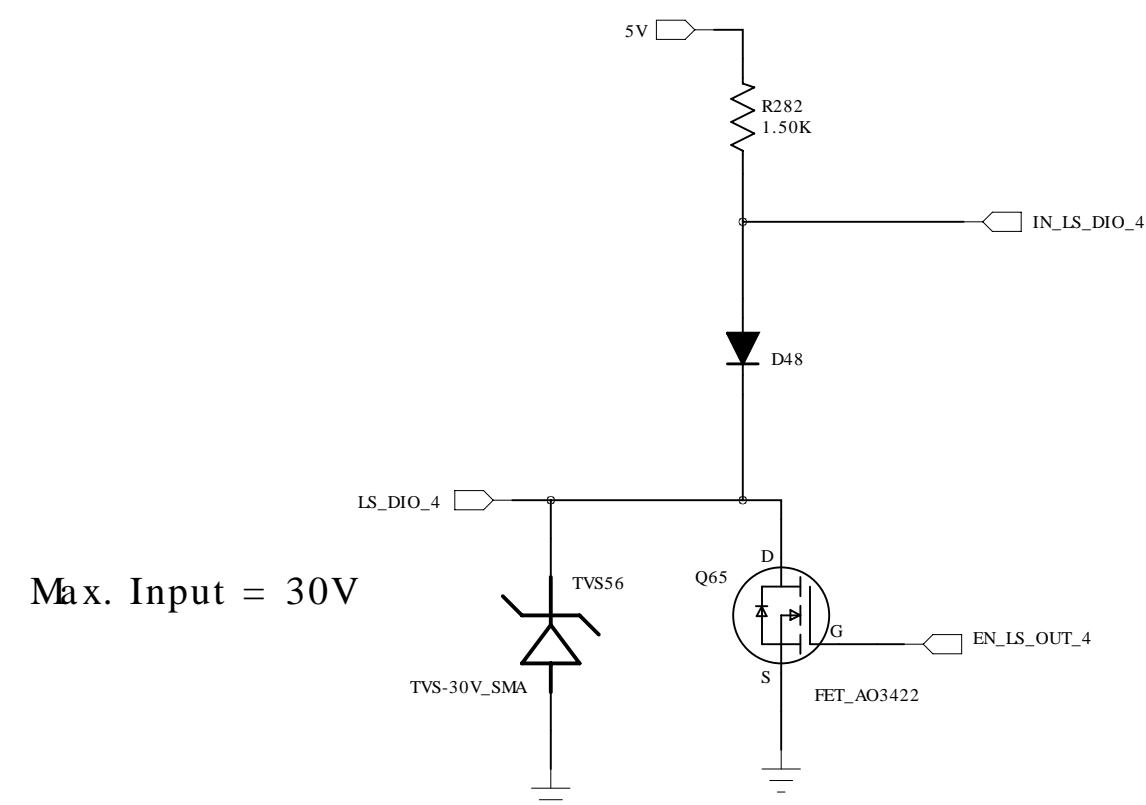 5V
R282
1.50K
IN_LS_DIO_4
D48
LS_DIO_4
D
Q65
TVS56
Max. Input = 30V
G
EN_LS_OUT_4
S
TVS-30V_SMA
FET_AO3422